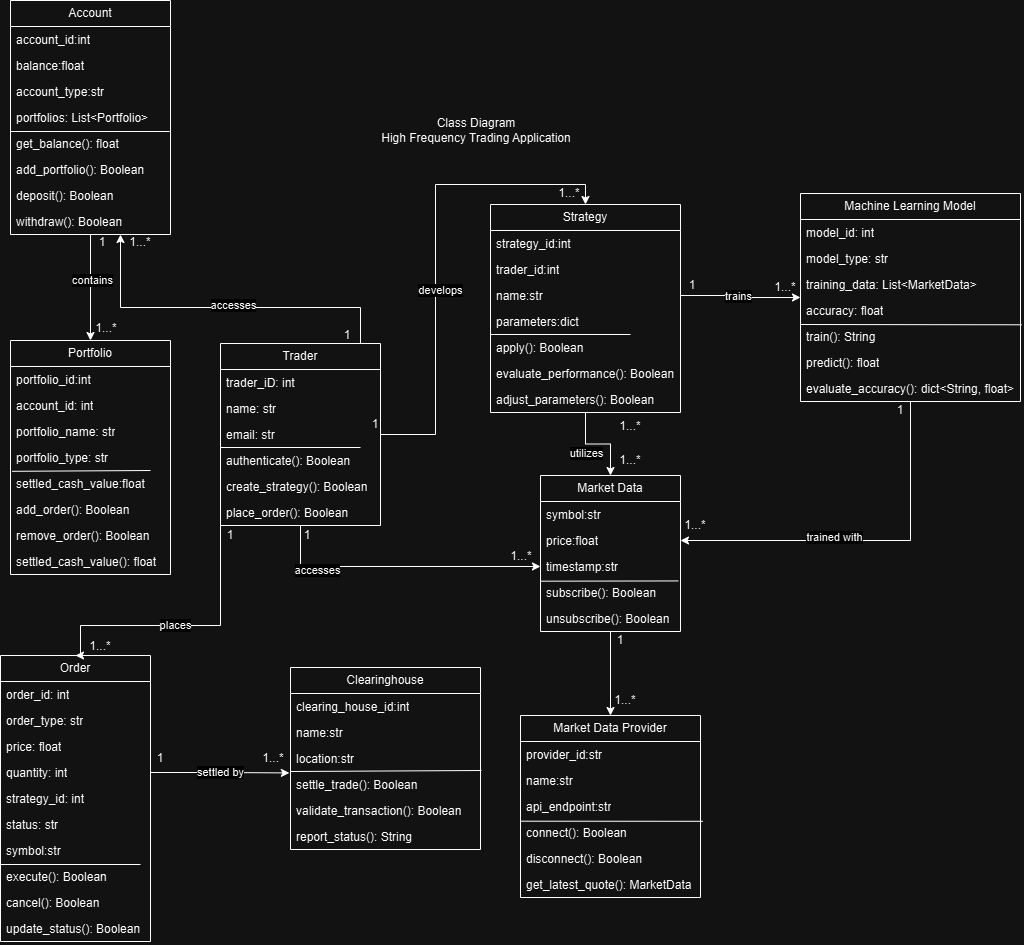 Account
account_id:int
balance:float
account_type:str
portfolios: List<Portfolio>
get_balance(): float
add_portfolio(): Boolean
deposit(): Boolean
withdraw(): Boolean
1
1...*
contains
1...*
accesses
1
Class Diagram
High Frequency Trading Application
Portfolio
portfolio_id:int
account_id: int
portfolio_name: str
portfolio_type: str
settled_cash_value:float
add_order(): Boolean
remove_order(): Boolean
settled_cash_value(): float
Trader
trader_iD: int
name: str
email: str
authenticate(): Boolean
create_strategy(): Boolean
place_order(): Boolean
1
develops
1...*
1
1
accesses
1...*
places
1...*
Strategy
strategy_id:int
trader_id:int
name:str
parameters:dict
apply(): Boolean
evaluate_performance(): Boolean
adjust_parameters(): Boolean
1
trains
1...*
1...*
utilizes
1...*
Machine Learning Model
model_id: int
model_type: str
training_data: List<MarketData>
accuracy: float
train(): String
predict(): float
evaluate_accuracy(): dict<String, float>
1
trained with
1...*
Market Data
symbol:str
price:float
timestamp:str
subscribe(): Boolean
unsubscribe(): Boolean
1
1...*
Order
order_id: int
order_type: str
price: float
quantity: int
strategy_id: int
status: str
symbol:str
execute(): Boolean
cancel(): Boolean
update_status(): Boolean
1
settled by
1...*
Clearinghouse
clearing_house_id:int
name:str
location:str
settle_trade(): Boolean
validate_transaction(): Boolean
report_status(): String
Market Data Provider
provider_id:str
name:str
api_endpoint:str
connect(): Boolean
disconnect(): Boolean
get_latest_quote(): MarketData